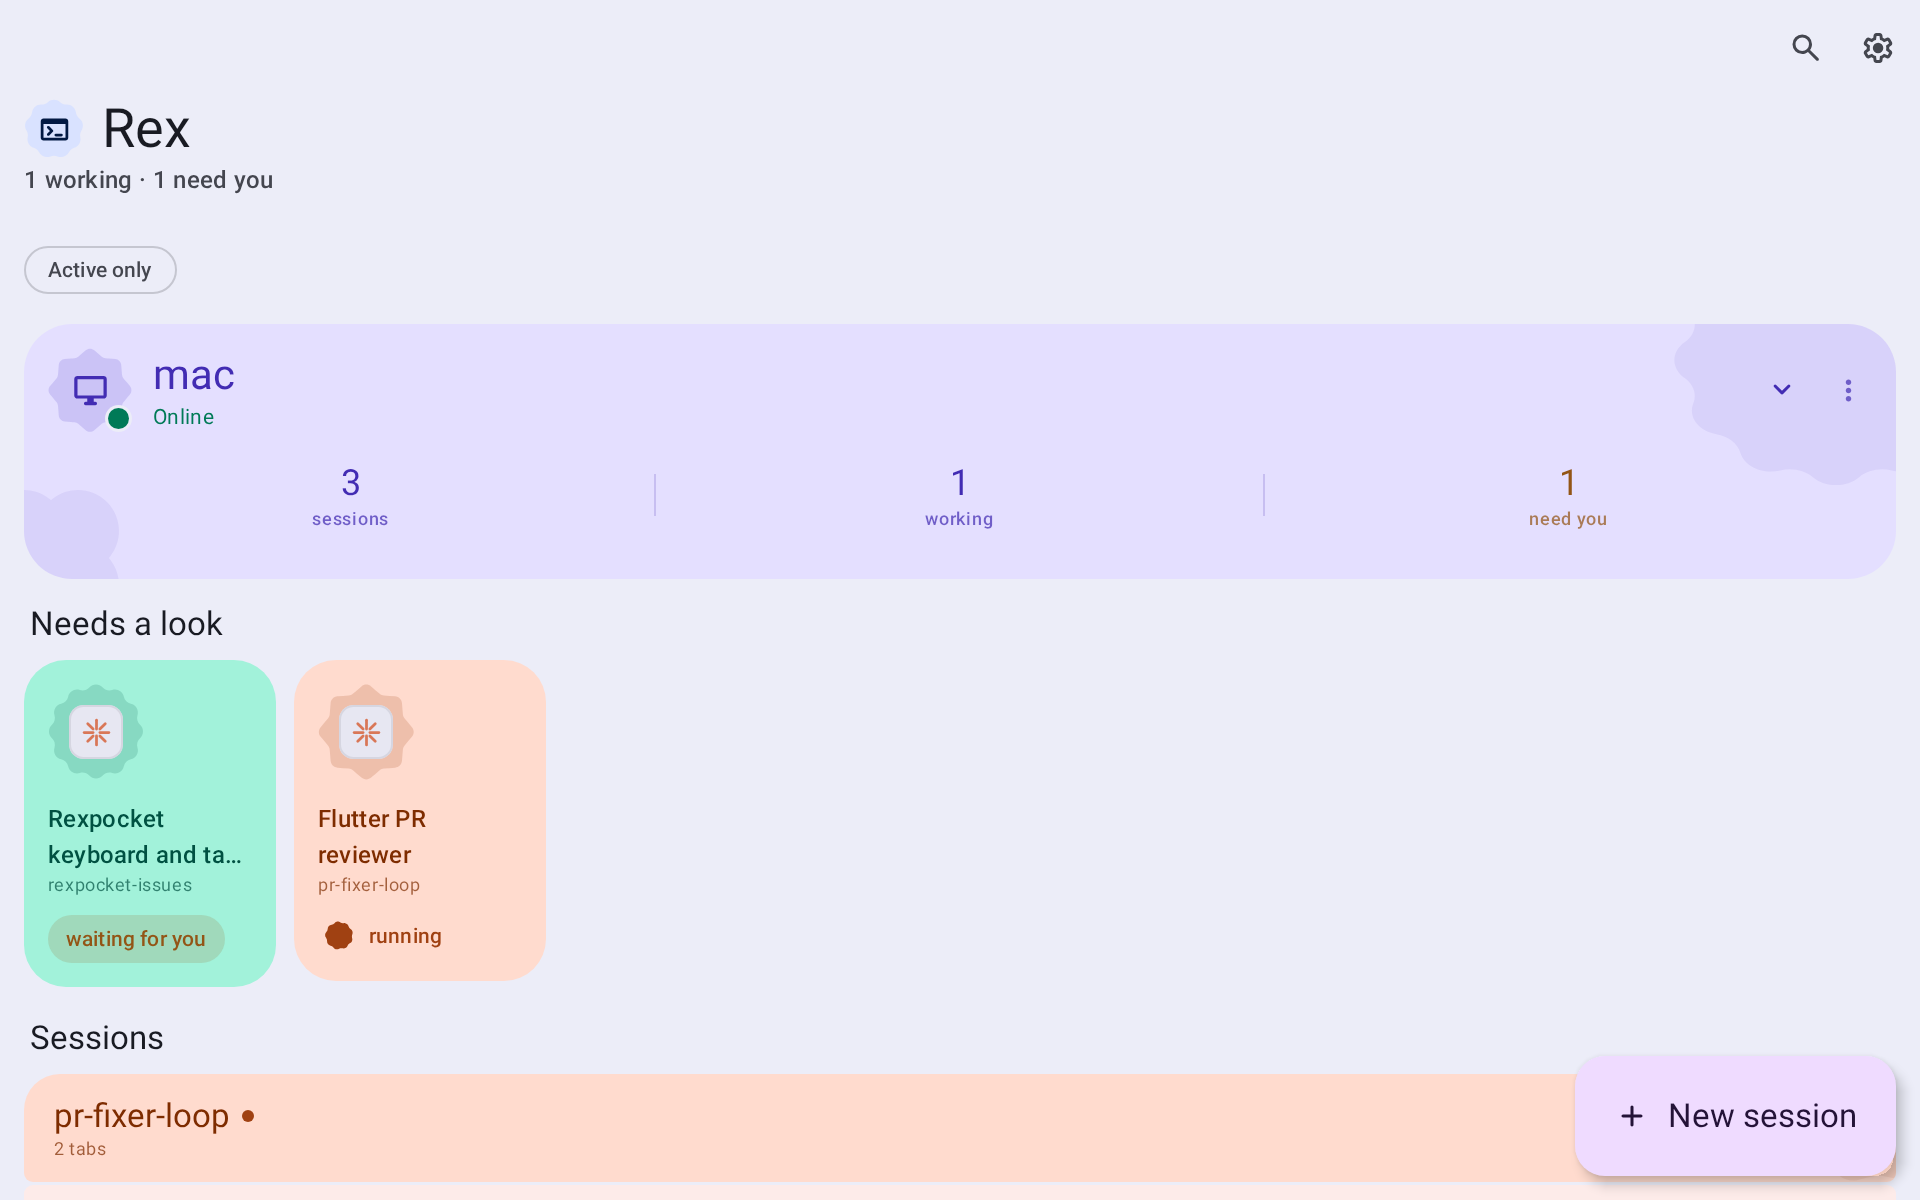 Rex
1 working · 1 need you
Active only
mac
Online
3
sessions
1
working
1
need you
Needs a look
Rexpocket
keyboard and ta…
rexpocket-issues
waiting for you
Flutter PR
reviewer
pr-fixer-loop
running
Sessions
pr-fixer-loop
2 tabs
New session